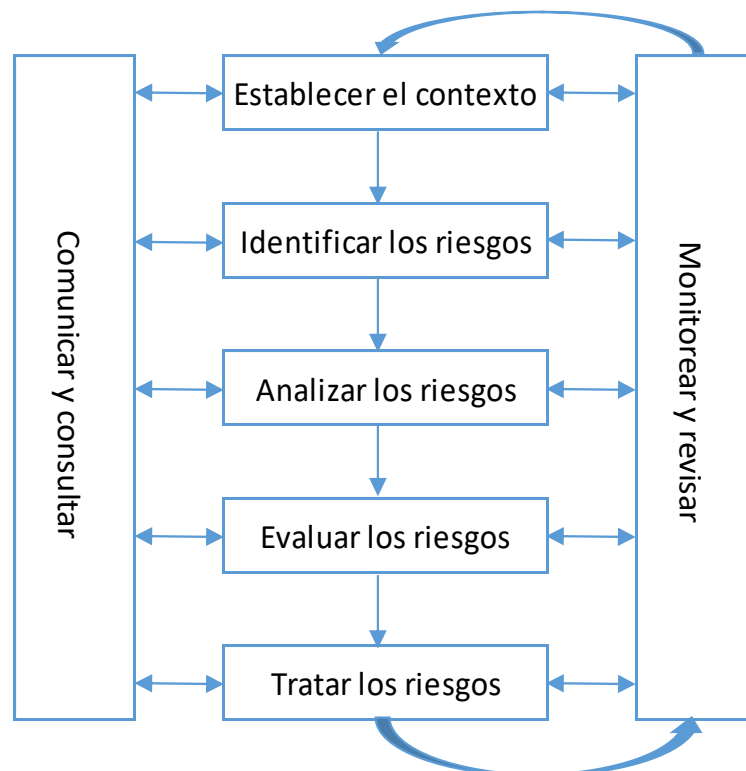 Establecer el contexto
Identificar los riesgos
Analizar los riesgos
Evaluar los riesgos
Tratar los riesgos
Comunicar y consultar
Monitorear y revisar